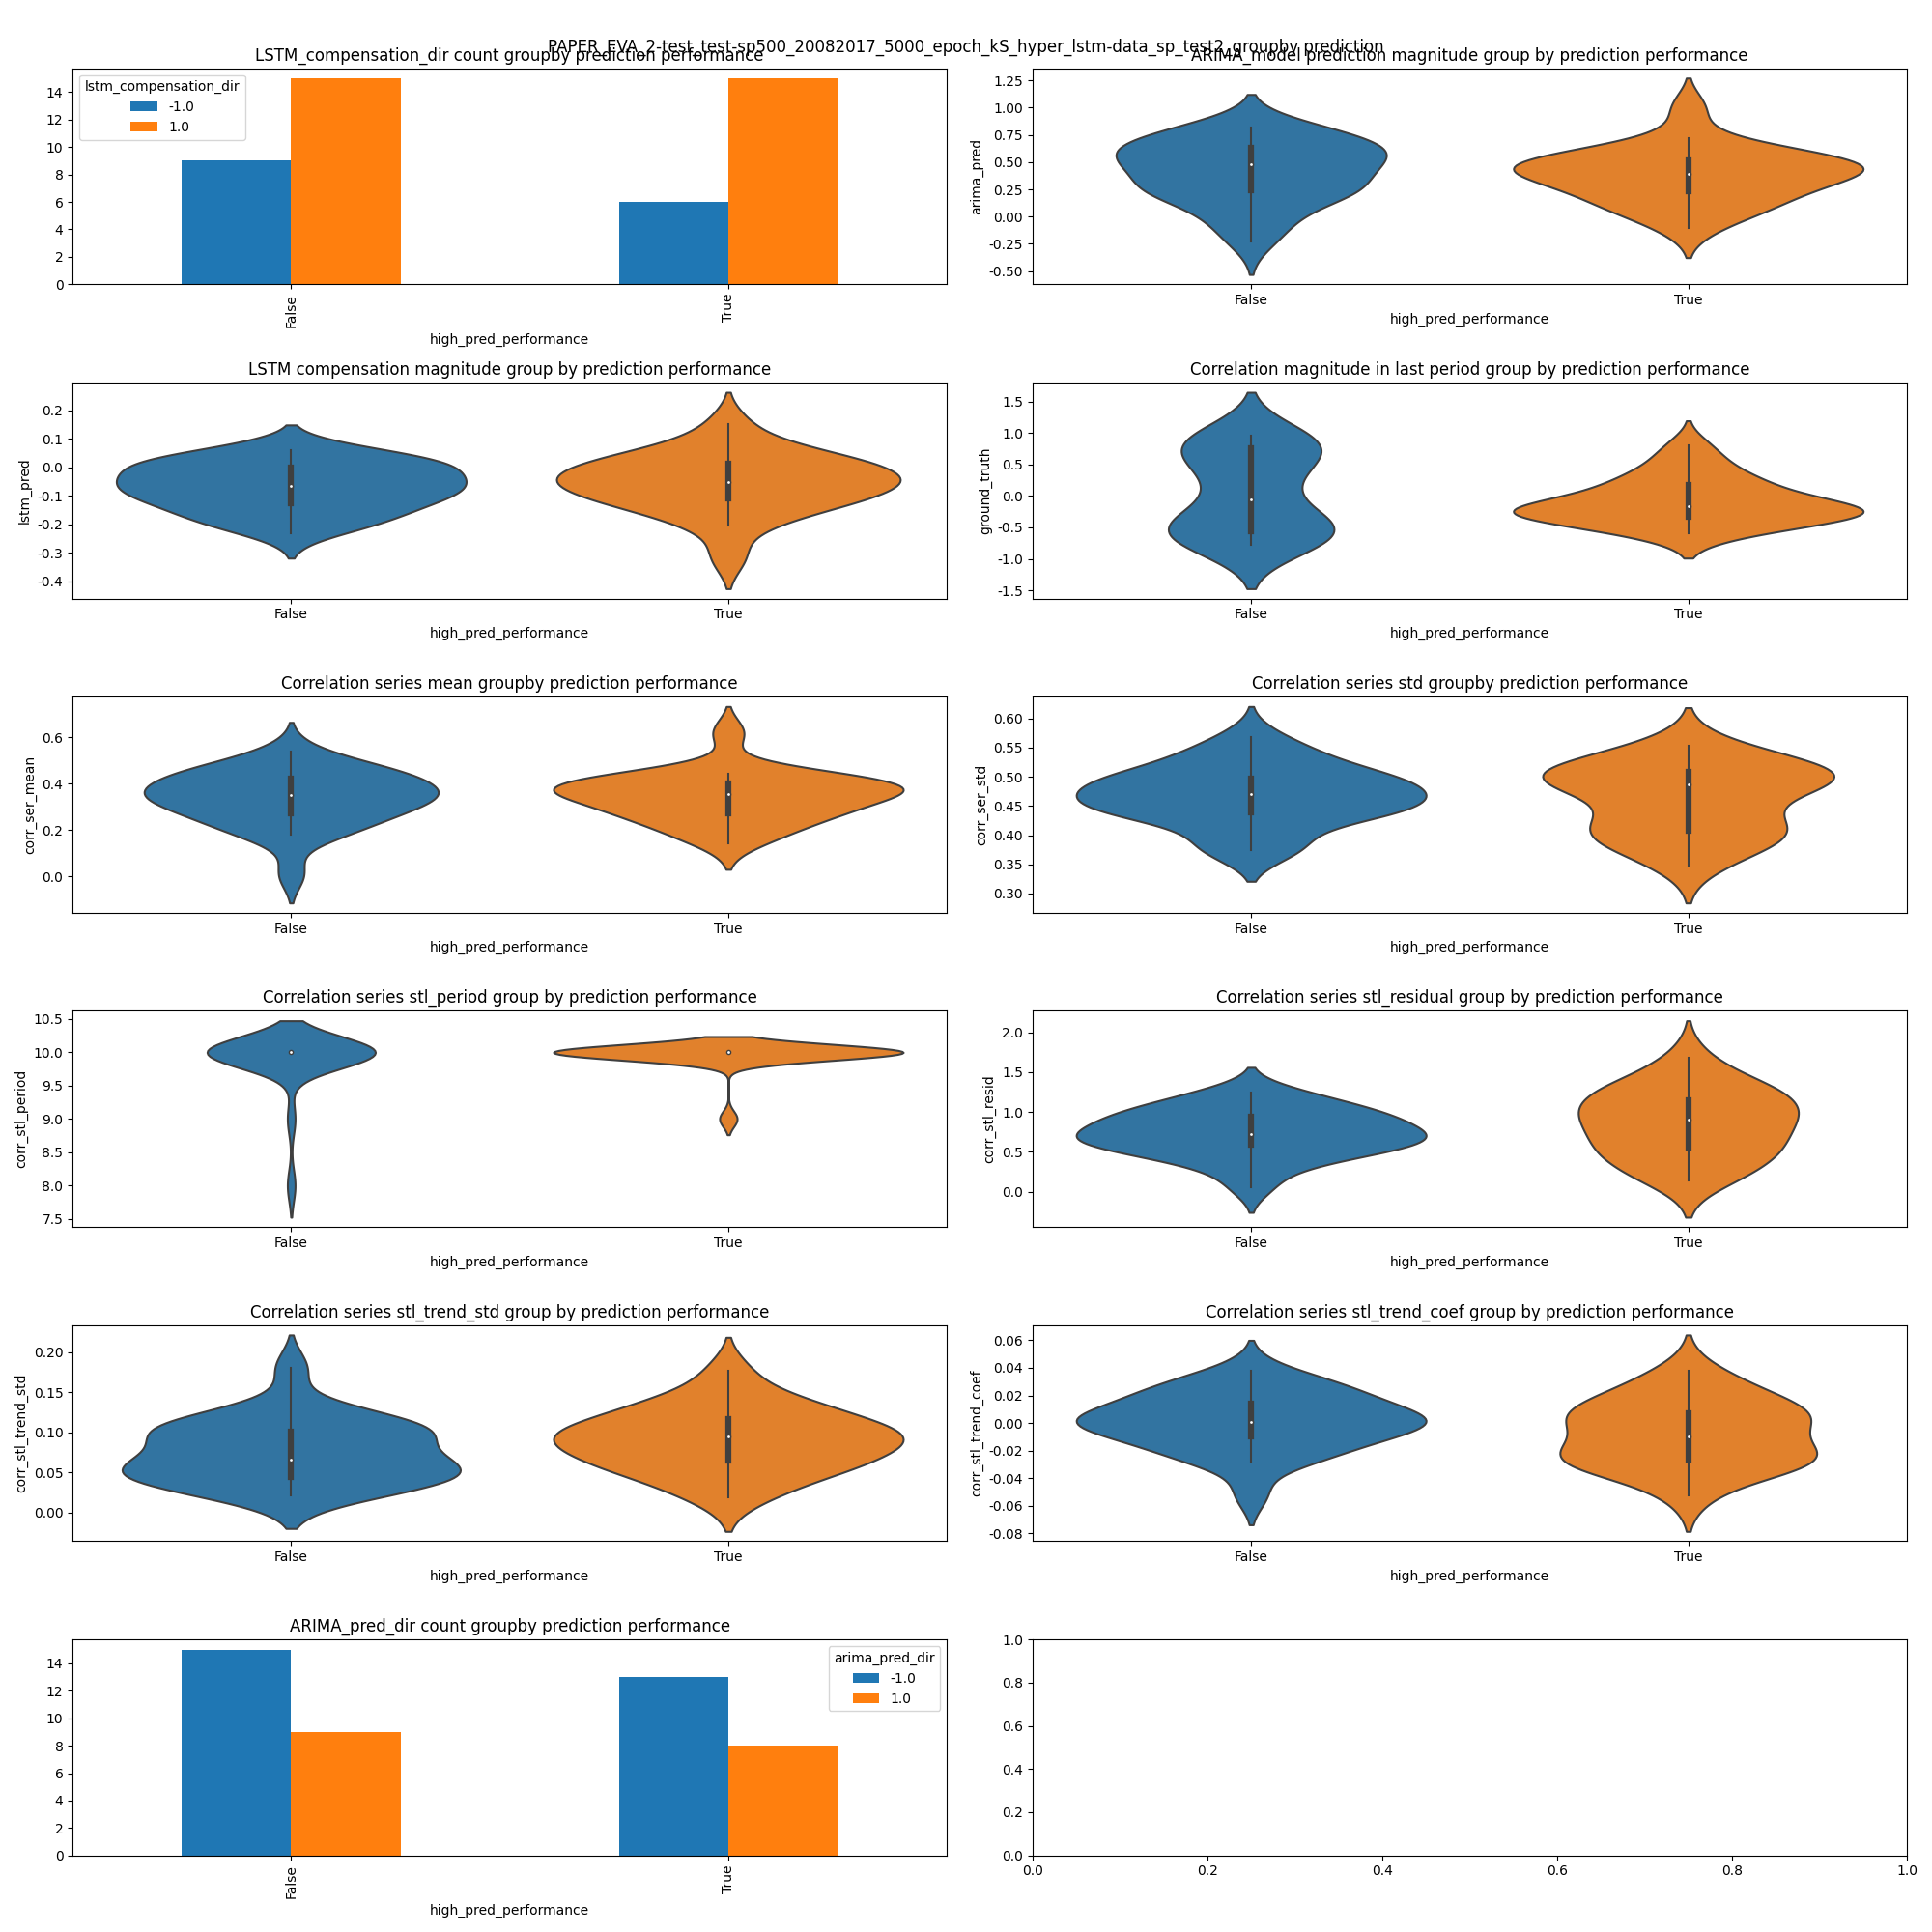 PAPER_EVA_2-test_test-sp500_20082017_5000_epoch_kS_hyper_lstm-data_sp_test2_groupby prediction
LSTM_compensation_dir count groupby prediction performance
lstm_compensation_dir
-1.0
1.0
14
12
10
8
6
4
2
0
False
True
high_pred_performance
ARIMA_model prediction magnitude group by prediction performance
arima_pred
1.25
1.00
0.75
0.50
0.25
0.00
-0.25
-0.50
False
True
high_pred_performance
LSTM compensation magnitude group by prediction performance
lstm_pred
0.2
0.1
0.0
-0.1
-0.2
-0.3
-0.4
False
True
high_pred_performance
Correlation magnitude in last period group by prediction performance
ground_truth
1.5
1.0
0.5
0.0
-0.5
-1.0
-1.5
False
True
high_pred_performance
Correlation series mean groupby prediction performance
corr_ser_mean
0.6
0.4
0.2
0.0
False
True
high_pred_performance
Correlation series std groupby prediction performance
corr_ser_std
0.60
0.55
0.50
0.45
0.40
0.35
0.30
False
True
high_pred_performance
Correlation series stl_period group by prediction performance
corr_stl_period
10.5
10.0
9.5
9.0
8.5
8.0
7.5
False
True
high_pred_performance
Correlation series stl_residual group by prediction performance
corr_stl_resid
2.0
1.5
1.0
0.5
0.0
False
True
high_pred_performance
Correlation series stl_trend_std group by prediction performance
corr_stl_trend_std
0.20
0.15
0.10
0.05
0.00
False
True
high_pred_performance
Correlation series stl_trend_coef group by prediction performance
corr_stl_trend_coef
0.06
0.04
0.02
0.00
-0.02
-0.04
-0.06
-0.08
False
True
high_pred_performance
ARIMA_pred_dir count groupby prediction performance
arima_pred_dir
-1.0
1.0
14
12
10
8
6
4
2
0
False
True
high_pred_performance
1.0
0.8
0.6
0.4
0.2
0.0
0.0
0.2
0.4
0.6
0.8
1.0